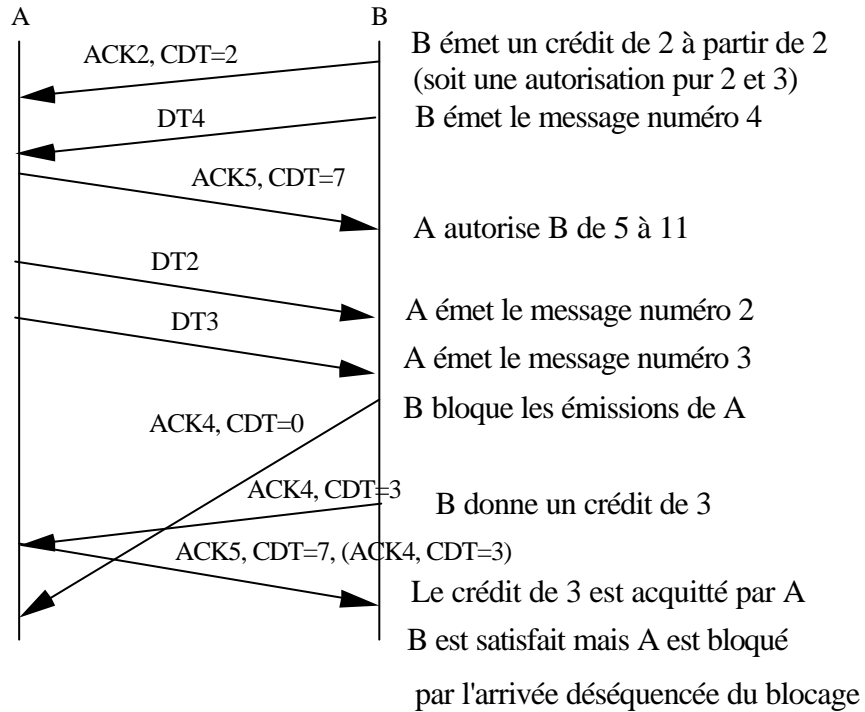 A B
ACK2, CDT=2
B émet un crédit de 2 à partir de 2
(soit une autorisation pur 2 et 3)
DT4
B émet le message numéro 4
ACK5, CDT=7
A autorise B de 5 à 11
DT2
A émet le message numéro 2
DT3
A émet le message numéro 3
B bloque les émissions de A
ACK4, CDT=0
ACK4, CDT=3
B donne un crédit de 3
ACK5, CDT=7, (ACK4, CDT=3)
Le crédit de 3 est acquitté par A
B est satisfait mais A est bloqué
par l'arrivée déséquencée du blocage